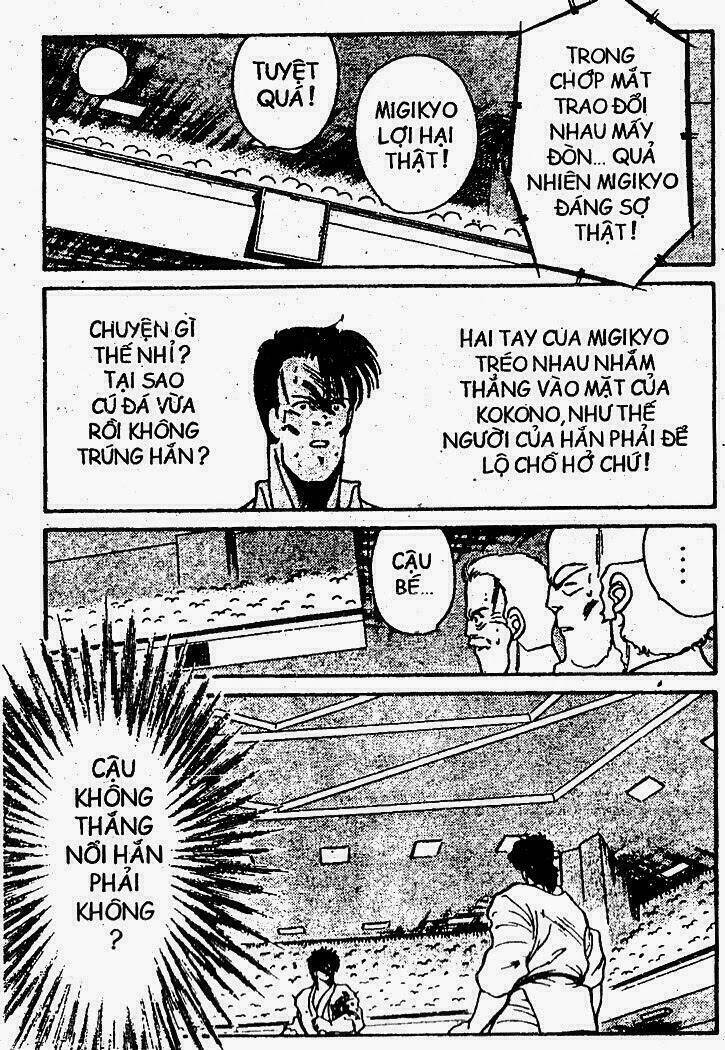 TUYỆT
QUÁ!
MIGIKYO
LỢI HẠI
THẬT!
TRONG
CHỚP MẮT
TRAO ĐỔI
NHAU MẤY
ĐÒN... QUẢ
NHIÊN MIGIKYO
ĐÁNG SỢ
THẬT!
CHUYỆN GÌ
THẾ NHỈ?
TẠI SAO
CÚ ĐÁ VỪA
RỒI KHÔNG
TRÚNG HẮN?
HAI TAY CỦA MIGIKYO
TRÉO NHAU NHẮM
THẲNG VÀO MẶT CỦA
KOKONO, NHƯ THẾ
NGƯỜI CỦA HẮN PHẢI ĐỂ
LỘ CHỖ HỞ CHỨ!
CẬU
BÉ...
...
CẬU
KHÔNG
THẮNG
NỔI HẮN
PHẢI
KHÔNG
?